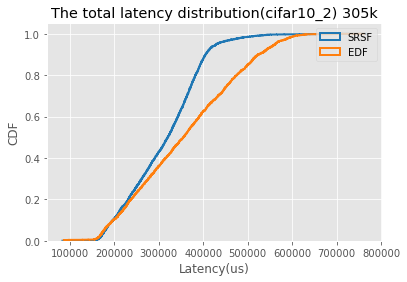 The total latency distribution(cifar10_2) 305k
SRSF
EDF
CDF
1.0
0.8
0.6
0.4
0.2
0.0
100000 200000 300000 400000 500000 600000 700000 800000
Latency(us)